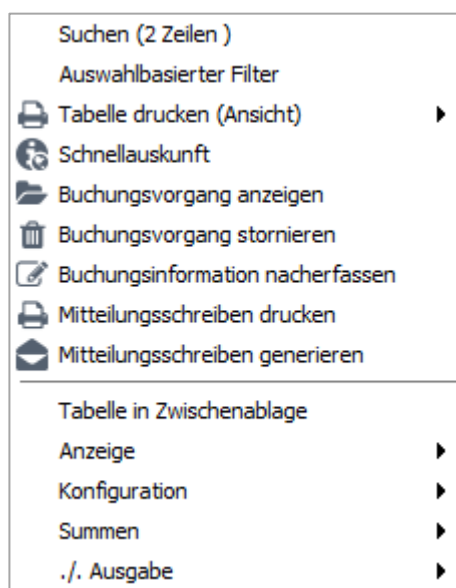 Suchen (2 Zeilen )
Auswahlbasierter Filter
Tabelle drucken (Ansicht)
Schnellauskunft
Buchungsvorgang anzeigen
Buchungsvorgang stornieren
Buchungsinformation nacherfassen
Mitteilungsschreiben drucken
Mitteilungsschreiben generieren
Tabelle in Zwischenablage
Anzeige
Konfiguration
Summen
./. Ausgabe